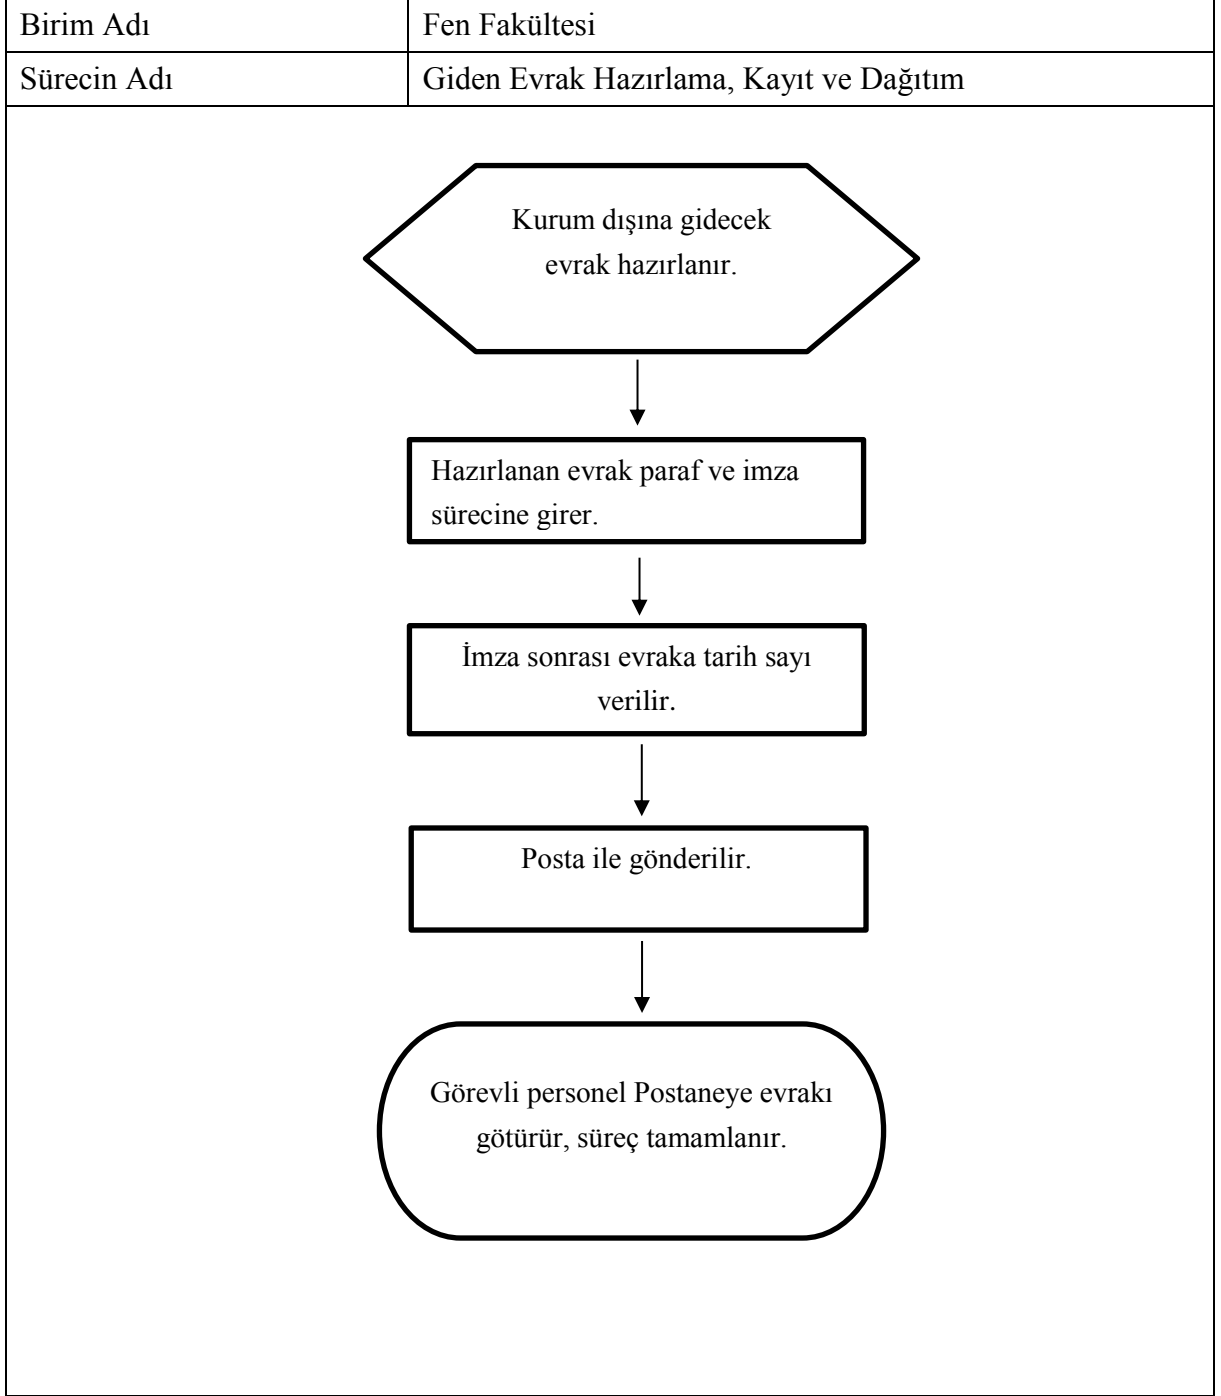 Birim Adı
Fen Fakültesi
Sürecin Adı
Giden Evrak Hazırlama, Kayıt ve Dağıtım
Kurum dışına gidecek
evrak hazırlanır.
Hazırlanan evrak paraf ve imza
sürecine girer.
İmza sonrası evraka tarih sayı
verilir.
Posta ile gönderilir.
Görevli personel Postaneye evrakı
götürür, süreç tamamlanır.